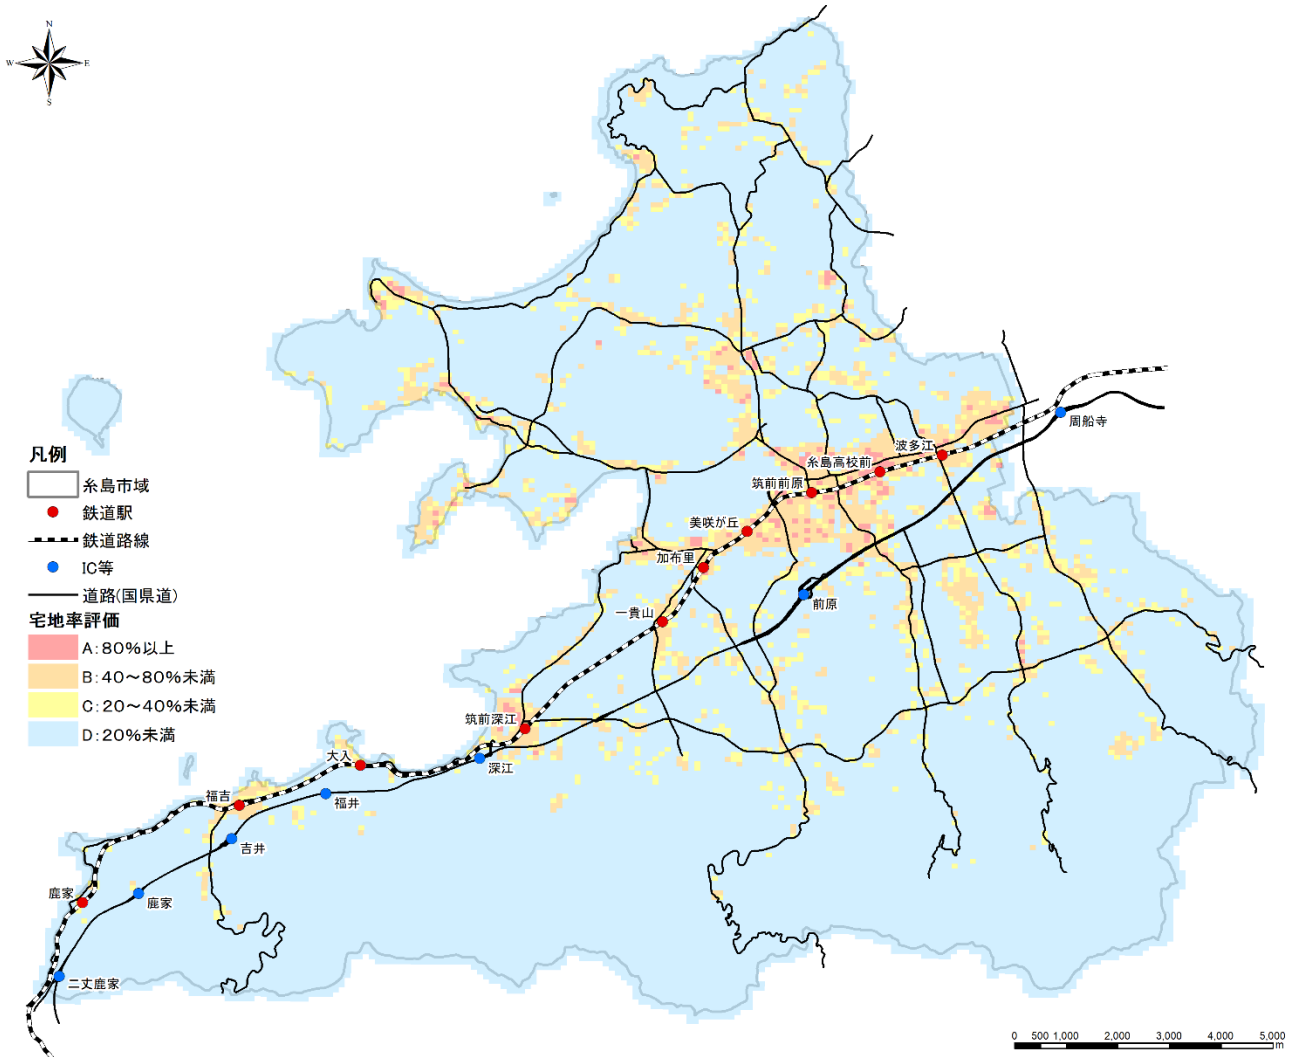 N
W
E
S
周船寺
波多江
糸島高校前
筑前前原
美咲が丘
加布里
一貴山
前原
筑前深江
深江
大入
福井
福吉
吉井
鹿家
鹿家
二丈鹿家
凡例
糸島市域
鉄道駅
鉄道路線
IC等
道路(国県道)
宅地率評価
A:80%以上
B:40～80%未満
C:20～40%未満
D:20%未満
0 500 1,000 2,000 3,000 4,000 5,000
m